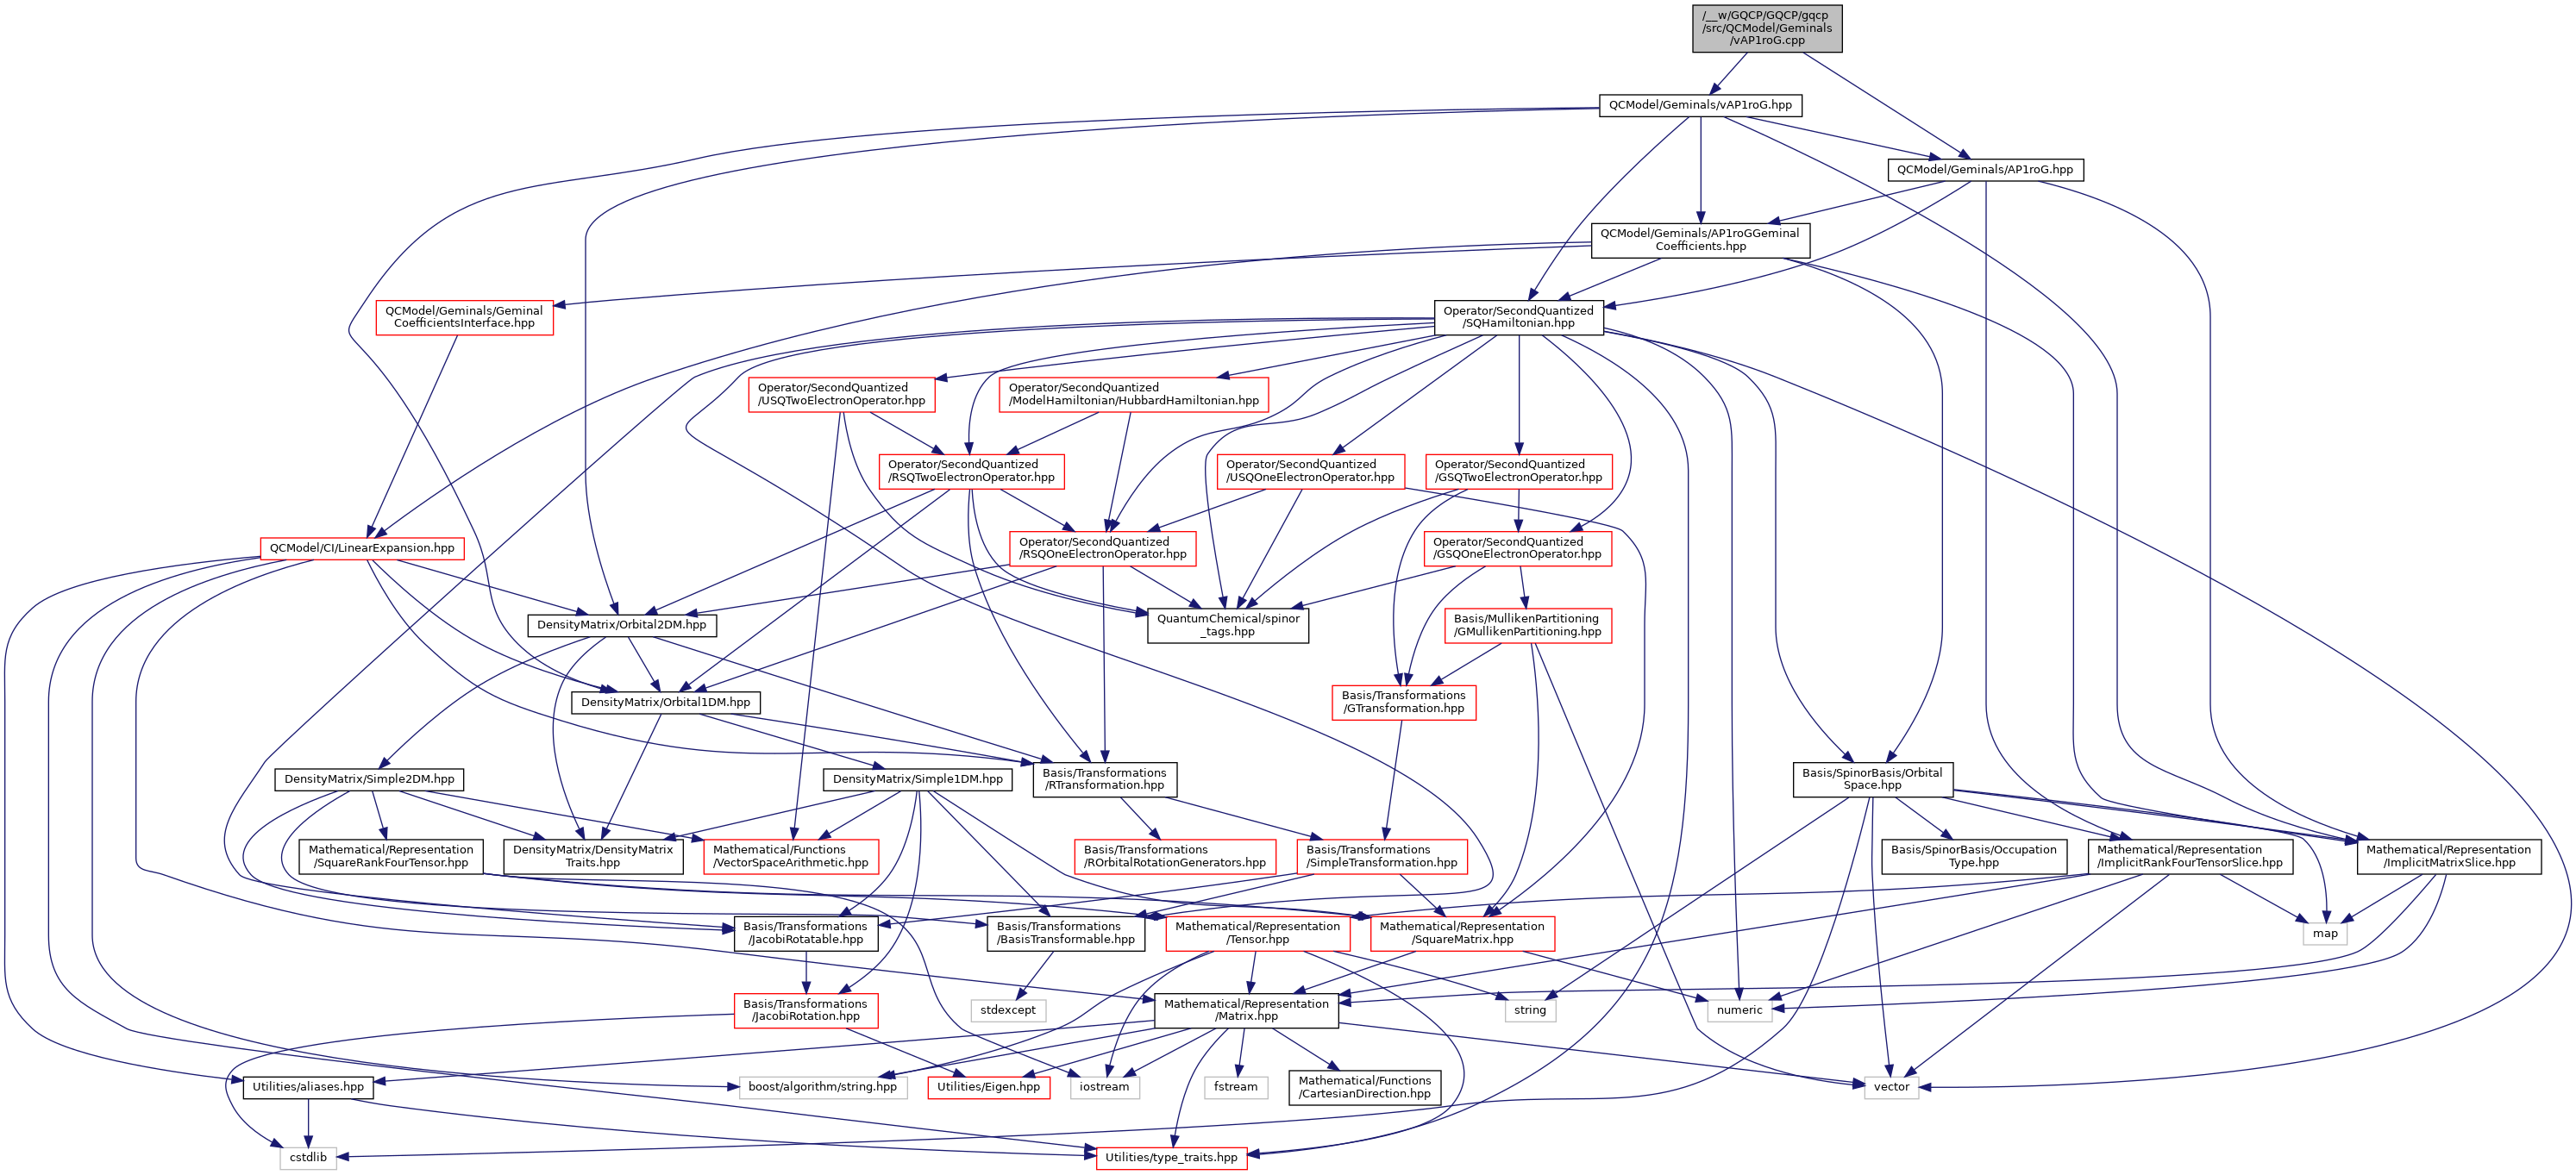 /__w/GQCP/GQCP/gqcp
/src/QCModel/Geminals
/vAP1roG.cpp
QCModel/Geminals/vAP1roG.hpp
QCModel/Geminals/AP1roG.hpp
QCModel/Geminals/AP1roGGeminal
Coefficients.hpp
QCModel/Geminals/Geminal
CoefficientsInterface.hpp
Operator/SecondQuantized
/SQHamiltonian.hpp
Operator/SecondQuantized
/USQTwoElectronOperator.hpp
Operator/SecondQuantized
/ModelHamiltonian/HubbardHamiltonian.hpp
Operator/SecondQuantized
/RSQTwoElectronOperator.hpp
Operator/SecondQuantized
/USQOneElectronOperator.hpp
Operator/SecondQuantized
/GSQTwoElectronOperator.hpp
QCModel/CI/LinearExpansion.hpp
Operator/SecondQuantized
/RSQOneElectronOperator.hpp
Operator/SecondQuantized
/GSQOneElectronOperator.hpp
DensityMatrix/Orbital2DM.hpp
QuantumChemical/spinor
_tags.hpp
Basis/MullikenPartitioning
/GMullikenPartitioning.hpp
DensityMatrix/Orbital1DM.hpp
Basis/Transformations
/GTransformation.hpp
DensityMatrix/Simple2DM.hpp
DensityMatrix/Simple1DM.hpp
Basis/Transformations
/RTransformation.hpp
Basis/SpinorBasis/Orbital
Space.hpp
Mathematical/Representation
/SquareRankFourTensor.hpp
DensityMatrix/DensityMatrix
Traits.hpp
Mathematical/Functions
/VectorSpaceArithmetic.hpp
Basis/Transformations
/ROrbitalRotationGenerators.hpp
Basis/Transformations
/SimpleTransformation.hpp
Basis/SpinorBasis/Occupation
Type.hpp
Mathematical/Representation
/ImplicitRankFourTensorSlice.hpp
Mathematical/Representation
/ImplicitMatrixSlice.hpp
Basis/Transformations
/JacobiRotatable.hpp
Basis/Transformations
/BasisTransformable.hpp
Mathematical/Representation
/Tensor.hpp
Mathematical/Representation
/SquareMatrix.hpp
map
Basis/Transformations
/JacobiRotation.hpp
stdexcept
Mathematical/Representation
/Matrix.hpp
string
numeric
Utilities/aliases.hpp
boost/algorithm/string.hpp
Utilities/Eigen.hpp
iostream
fstream
Mathematical/Functions
/CartesianDirection.hpp
vector
cstdlib
Utilities/type_traits.hpp